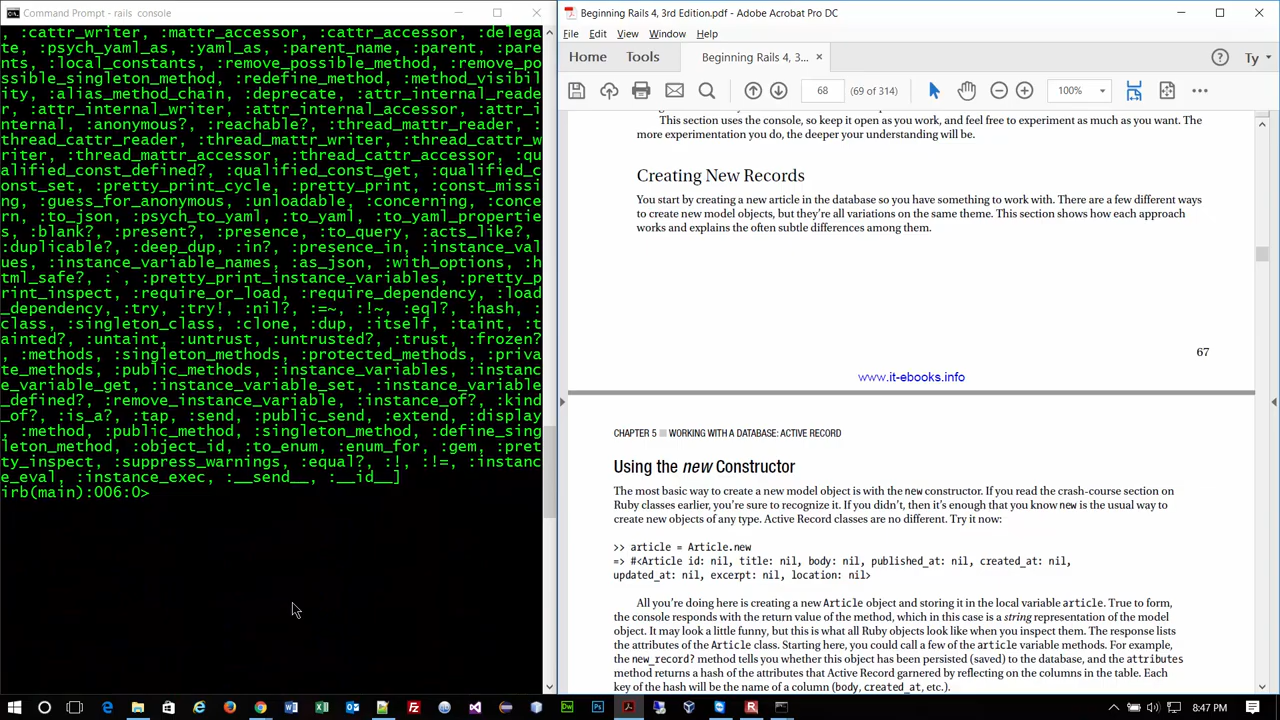 Command Prompt - rails  console
, :cattr_writer, :mattr_accessor, :cattr_accessor, :delega
te, :psych_yaml_as, :yaml_as, :parent_name, :parent, :pare
nts, :local_constants, :remove_possible_method, :remove_po
ssible_singleton_method, :redefine_method, :method_visibil
ity, :alias_method_chain, :deprecate, :attr_internal_reade
r, :attr_internal_writer, :attr_internal_accessor, :attr_i
nternal, :anonymous?, :reachable?, :thread_mattr_reader, :
thread_cattr_reader, :thread_mattr_writer, :thread_cattr_w
riter, :thread_mattr_accessor, :thread_cattr_accessor, :qu
alified_const_defined?, :qualified_const_get, :qualified_c
onst_set, :pretty_print_cycle, :pretty_print, :const_missi
ng, :guess_for_anonymous, :unloadable, :concerning, :conce
rn, :to_json, :psych_to_yaml, :to_yaml, :to_yaml_propertie
s, :blank?, :present?, :presence, :to_query, :acts_like?,
:duplicable?, :deep_dup, :in?, :presence_in, :instance_val
ues, :instance_variable_names, :as_json, :with_options, :h
tml_safe?, :`, :pretty_print_instance_variables, :pretty_p
rint_inspect, :require_or_load, :require_dependency, :load
_dependency, :try, :try!, :nil?, :=~, :!~, :eql?, :hash, :
class, :singleton_class, :clone, :dup, :itself, :taint, :t
ainted?, :untaint, :untrust, :untrusted?, :trust, :frozen?
, :methods, :singleton_methods, :protected_methods, :priva
te_methods, :public_methods, :instance_variables, :instanc
e_variable_get, :instance_variable_set, :instance_variable
_defined?, :remove_instance_variable, :instance_of?, :kind
_of?, :is_a?, :tap, :send, :public_send, :extend, :display
, :method, :public_method, :singleton_method, :define_sing
leton_method, :object_id, :to_enum, :enum_for, :gem, :pret
ty_inspect, :suppress_warnings, :equal?, :!, :!=, :instanc
e_eval, :instance_exec, :__send__, :__id__]
irb(main):006:0>
Beginning Rails 4, 3rd Edition.pdf - Adobe Acrobat Pro DC
File Edit View Window Help
Home Tools Beginning Rails 4, 3... × Ty
68 (69 of 314) 100%
This section uses the console, so keep it open as you work, and feel free to experiment as much as you want. The
more experimentation you do, the deeper your understanding will be.
Creating New Records
You start by creating a new article in the database so you have something to work with. There are a few different ways
to create new model objects, but they're all variations on the same theme. This section shows how each approach
works and explains the often subtle differences among them.
67
www.it-ebooks.info
CHAPTER 5 ■ WORKING WITH A DATABASE: ACTIVE RECORD
Using the new Constructor
The most basic way to create a new model object is with the new constructor. If you read the crash-course section on
Ruby classes earlier, you're sure to recognize it. If you didn't, then it's enough that you know new is the usual way to
create new objects of any type. Active Record classes are no different. Try it now:
>> article = Article.new
=> #<Article id: nil, title: nil, body: nil, published_at: nil, created_at: nil,
updated_at: nil, excerpt: nil, location: nil>
All you're doing here is creating a new Article object and storing it in the local variable article. True to form,
the console responds with the return value of the method, which in this case is a string representation of the model
object. It may look a little funny, but this is what all Ruby objects look like when you inspect them. The response lists
the attributes of the Article class. Starting here, you could call a few of the article variable methods. For example,
the new_record? method tells you whether this object has been persisted (saved) to the database, and the attributes
method returns a hash of the attributes that Active Record garnered by reflecting on the columns in the table. Each
key of the hash will be the name of a column (body, created_at, etc.).
8:47 PM